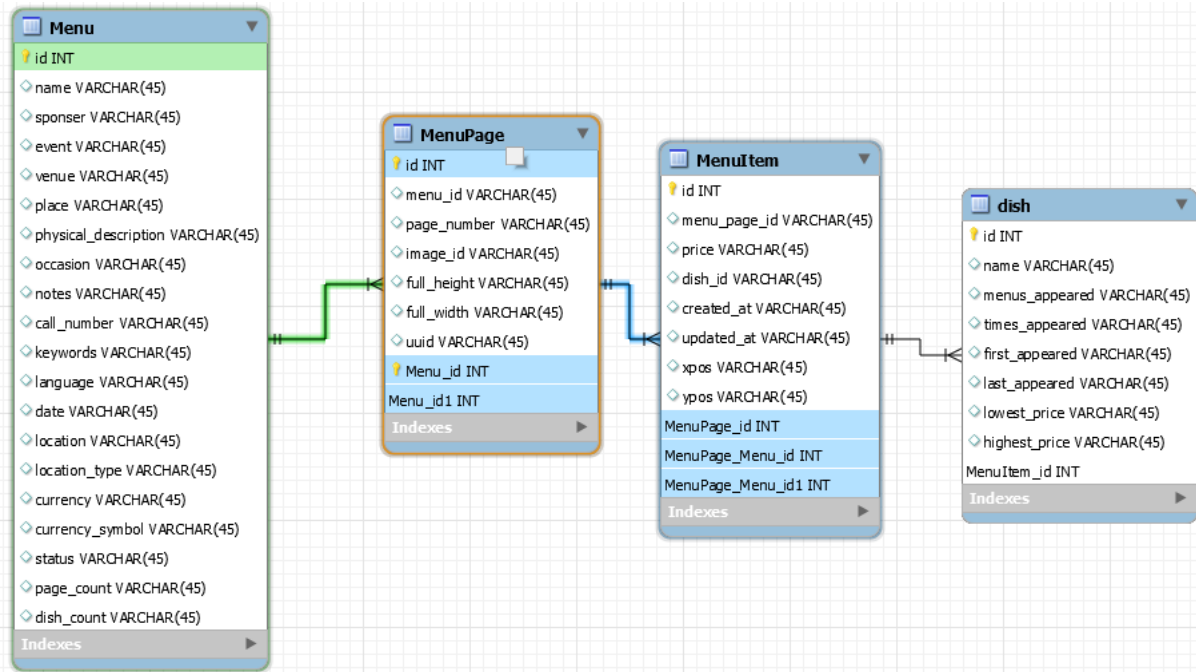 Menu
id INT
name VARCHAR(45)
sponser VARCHAR(45)
event VARCHAR(45)
venue VARCHAR(45)
place VARCHAR(45)
physical_description VARCHAR(45)
occasion VARCHAR(45)
notes VARCHAR(45)
call_number VARCHAR(45)
keywords VARCHAR(45)
language VARCHAR(45)
date VARCHAR(45)
location VARCHAR(45)
location_type VARCHAR(45)
currency VARCHAR(45)
currency_symbol VARCHAR(45)
status VARCHAR(45)
page_count VARCHAR(45)
dish_count VARCHAR(45)
Indexes
MenuPage
id INT
menu_id VARCHAR(45)
page_number VARCHAR(45)
image_id VARCHAR(45)
full_height VARCHAR(45)
full_width VARCHAR(45)
uuid VARCHAR(45)
Menu_id INT
Menu_id1 INT
Indexes
MenuItem
id INT
menu_page_id VARCHAR(45)
price VARCHAR(45)
dish_id VARCHAR(45)
created_at VARCHAR(45)
updated_at VARCHAR(45)
xpos VARCHAR(45)
ypos VARCHAR(45)
MenuPage_id INT
MenuPage_Menu_id INT
MenuPage_Menu_id1 INT
Indexes
dish
id INT
name VARCHAR(45)
menus_appeared VARCHAR(45)
times_appeared VARCHAR(45)
first_appeared VARCHAR(45)
last_appeared VARCHAR(45)
lowest_price VARCHAR(45)
highest_price VARCHAR(45)
MenuItem_id INT
Indexes